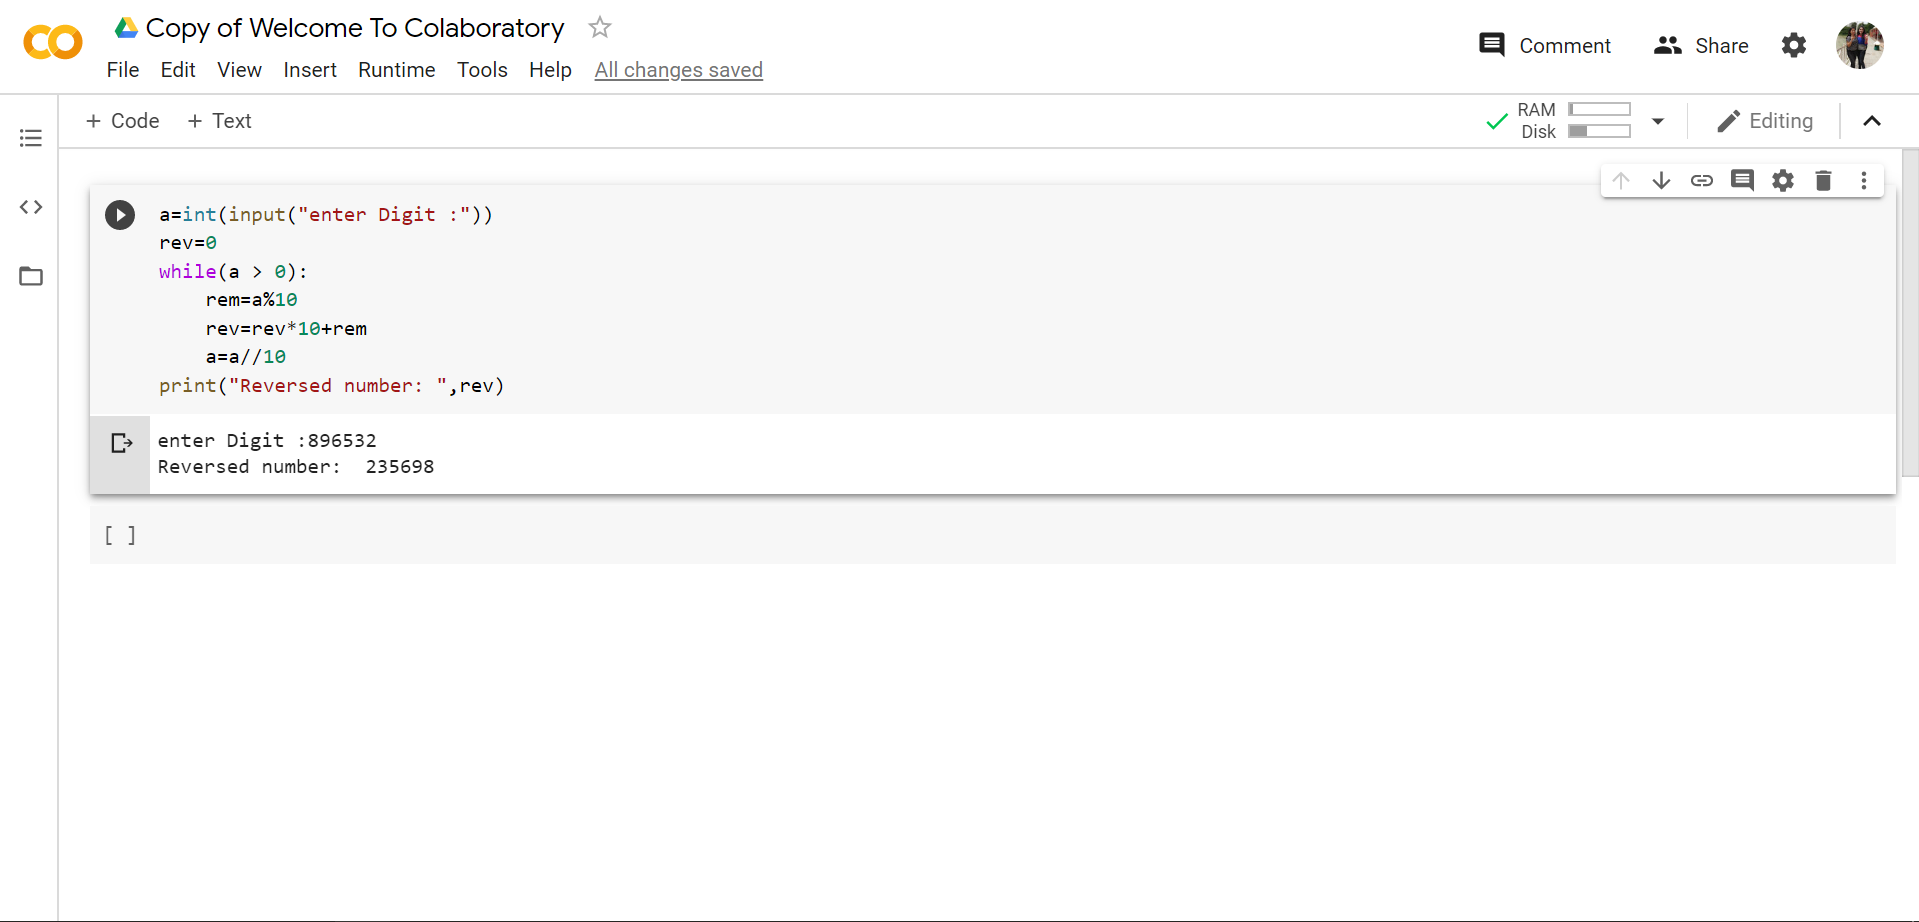 Copy of Welcome To Colaboratory
File Edit View Insert Runtime Tools Help All changes saved
Comment Share
+ Code + Text
RAM
Disk
Editing
a=int(input("enter Digit :"))
rev=0
while(a > 0):
    rem=a%10
    rev=rev*10+rem
    a=a//10
print("Reversed number: ",rev)
enter Digit :896532
Reversed number:  235698
[ ]